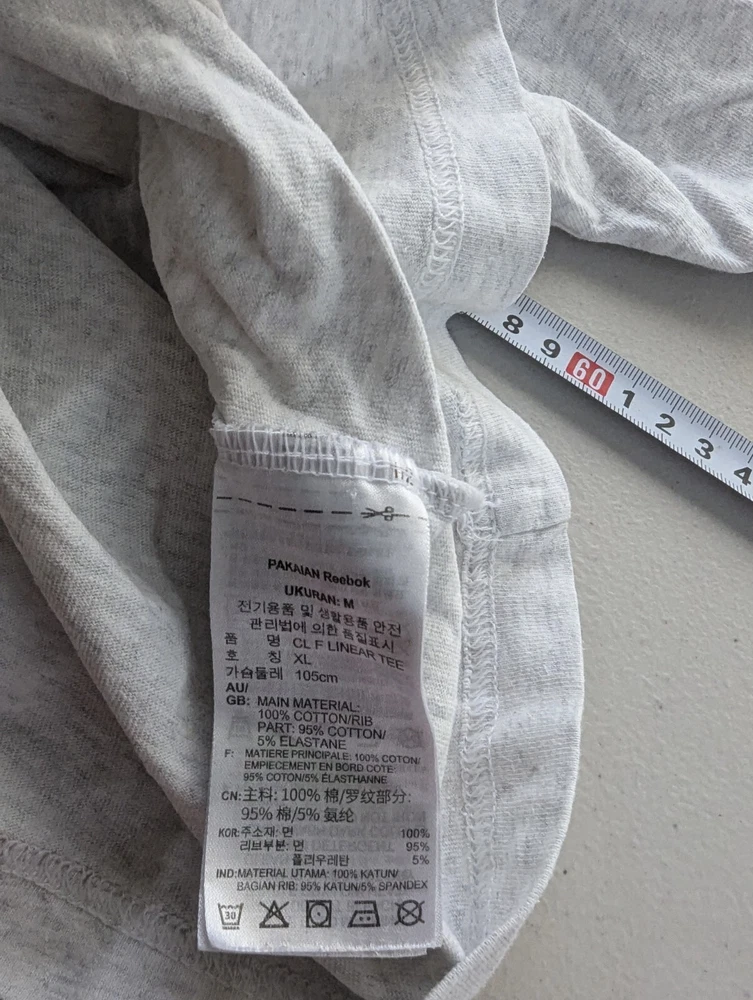 8 9 60 1 2 3 4
PAKAIAN Reebok
UKURAN: M
전기용품 및 생활용품 안전
관리법에 의한 품질표시
품 명 CL F LINEAR TEE
호 칭 XL
가슴둘레 105cm
AU/
GB: MAIN MATERIAL:
100% COTTON/RIB
PART: 95% COTTON/
5% ELASTANE
F: MATIERE PRINCIPALE: 100% COTON/
EMPIECEMENT EN BORD COTE:
95% COTON/5% ÉLASTHANNE
CN:主料: 100% 棉/罗纹部分:
95% 棉/5% 氨纶
KOR:주소재: 면 100%
리브부분: 면 95%
폴리우레탄 5%
IND:MATERIAL UTAMA: 100% KATUN/
BAGIAN RIB: 95% KATUN/5% SPANDEX
30